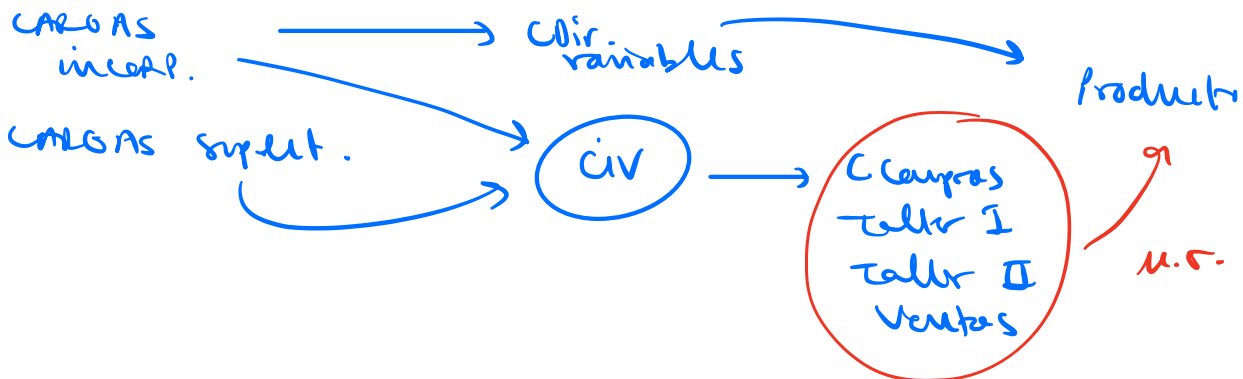 CARGAS
incorp.
CDir.
variables
Producto
CARGAS suplet.
CIV
C Compras
Taller I
Taller II
Ventas
u.o.